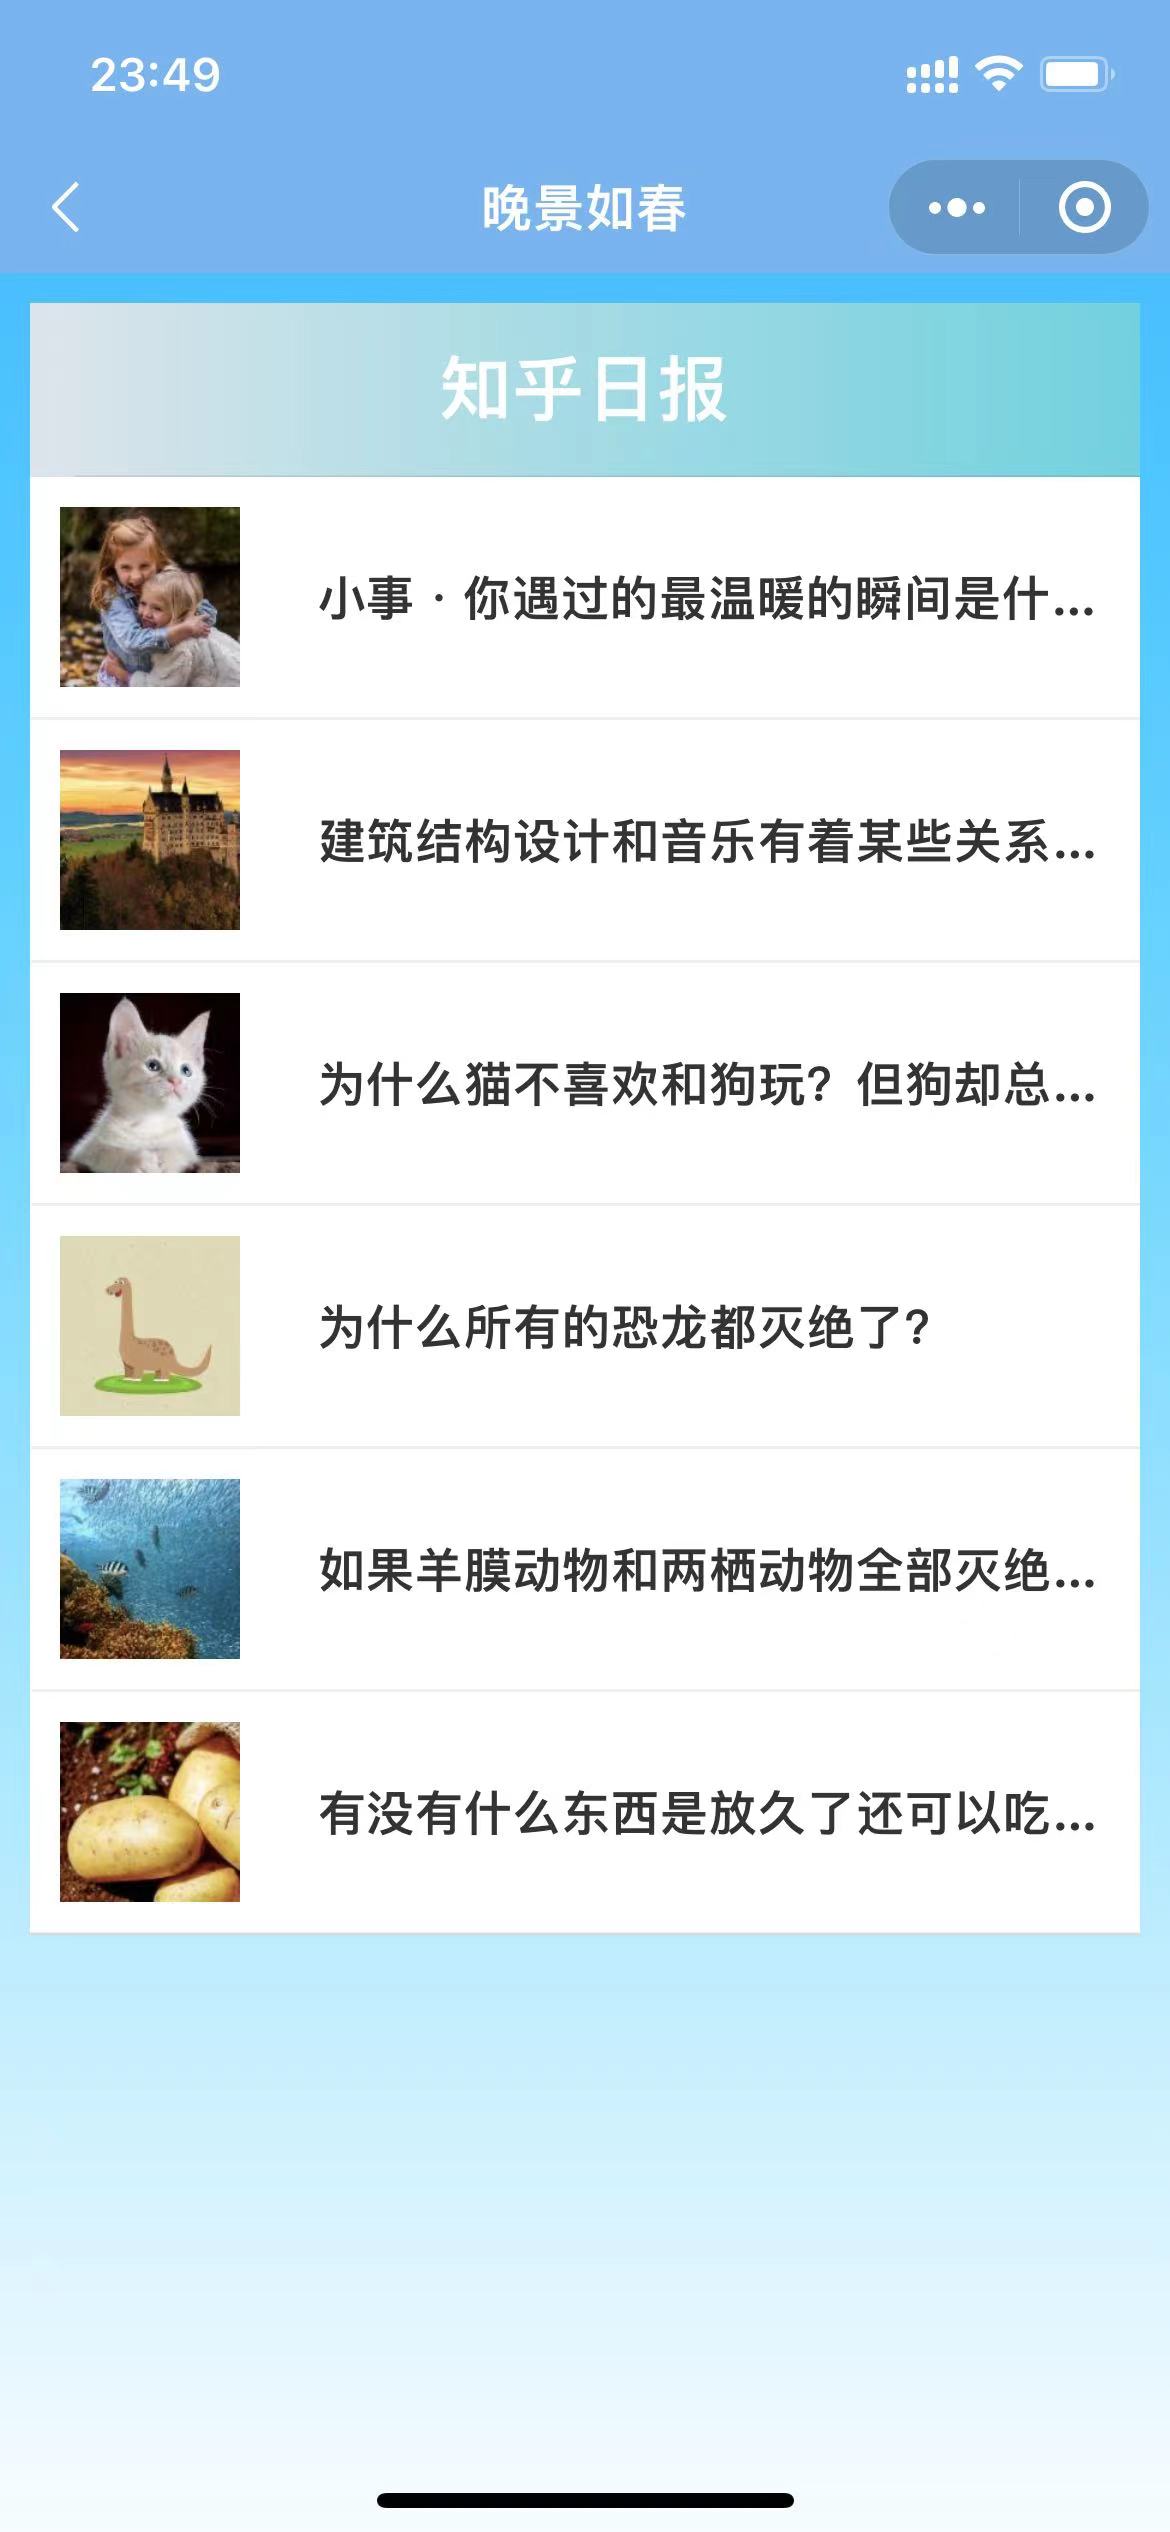 23:49
晚景如春
知乎日报
小事 · 你遇过的最温暖的瞬间是什...
建筑结构设计和音乐有着某些关系...
为什么猫不喜欢和狗玩？但狗却总...
为什么所有的恐龙都灭绝了？
如果羊膜动物和两栖动物全部灭绝...
有没有什么东西是放久了还可以吃...